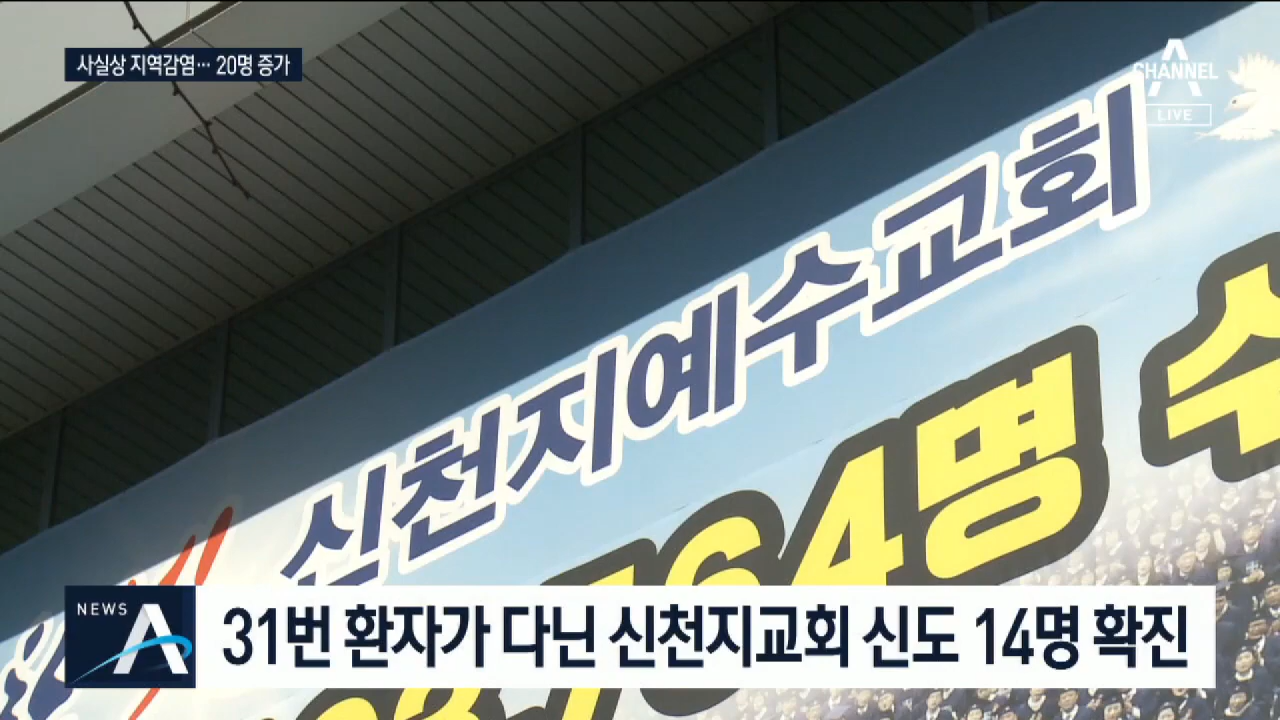 사실상 지역감염… 20명 증가
CHANNEL A
LIVE
신천지예수교회
764명 수
NEWS A
31번 환자가 다닌 신천지교회 신도 14명 확진